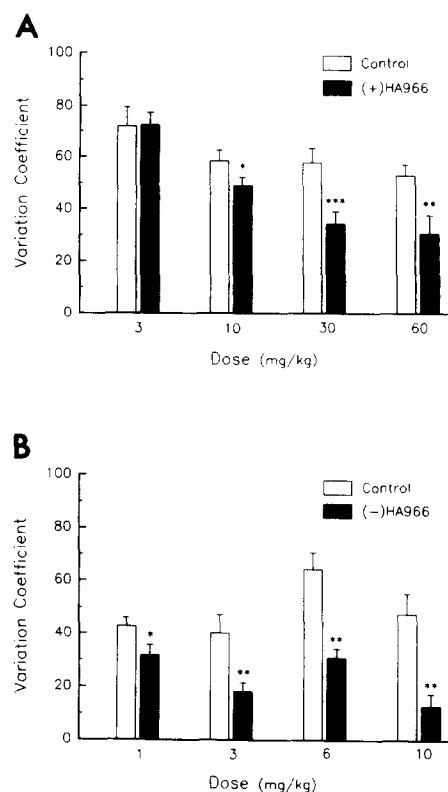 A
100
80
60
40
20
0
Variation Coefficient
Control
(+)HA966
*
***
**
3 10 30 60
Dose (mg/kg)
B
100
80
60
40
20
0
Variation Coefficient
Control
(−)HA966
*
**
**
**
1 3 6 10
Dose (mg/kg)